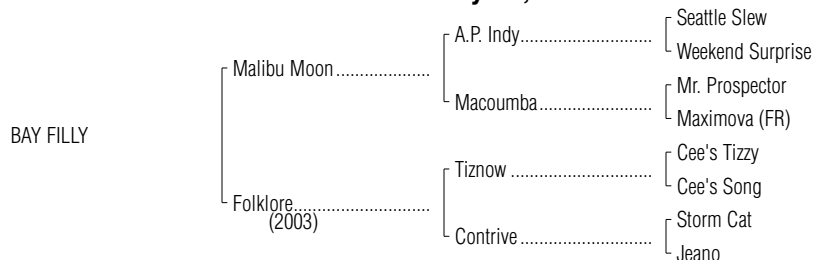 Seattle Slew
A.P. Indy
Weekend Surprise
Malibu Moon
Mr. Prospector
Macoumba
Maximova (FR)
BAY FILLY
Cee's Tizzy
Tiznow
Cee's Song
Folklore
(2003)
Storm Cat
Contrive
Jeano